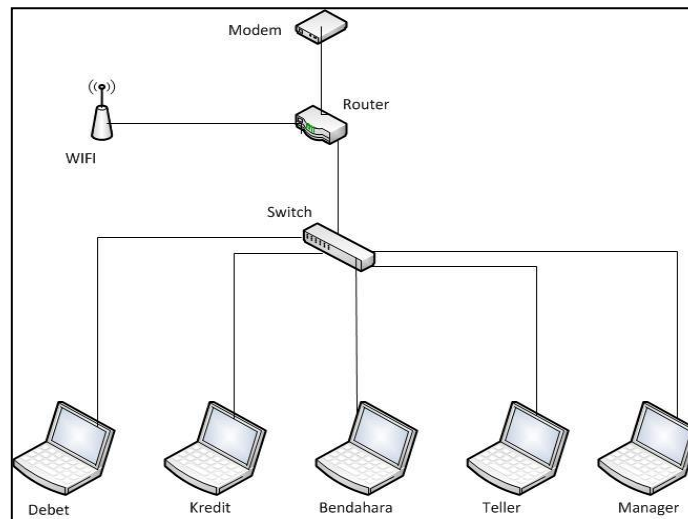 Modem
Router
WIFI
Switch
Debet
Kredit
Bendahara
Teller
Manager